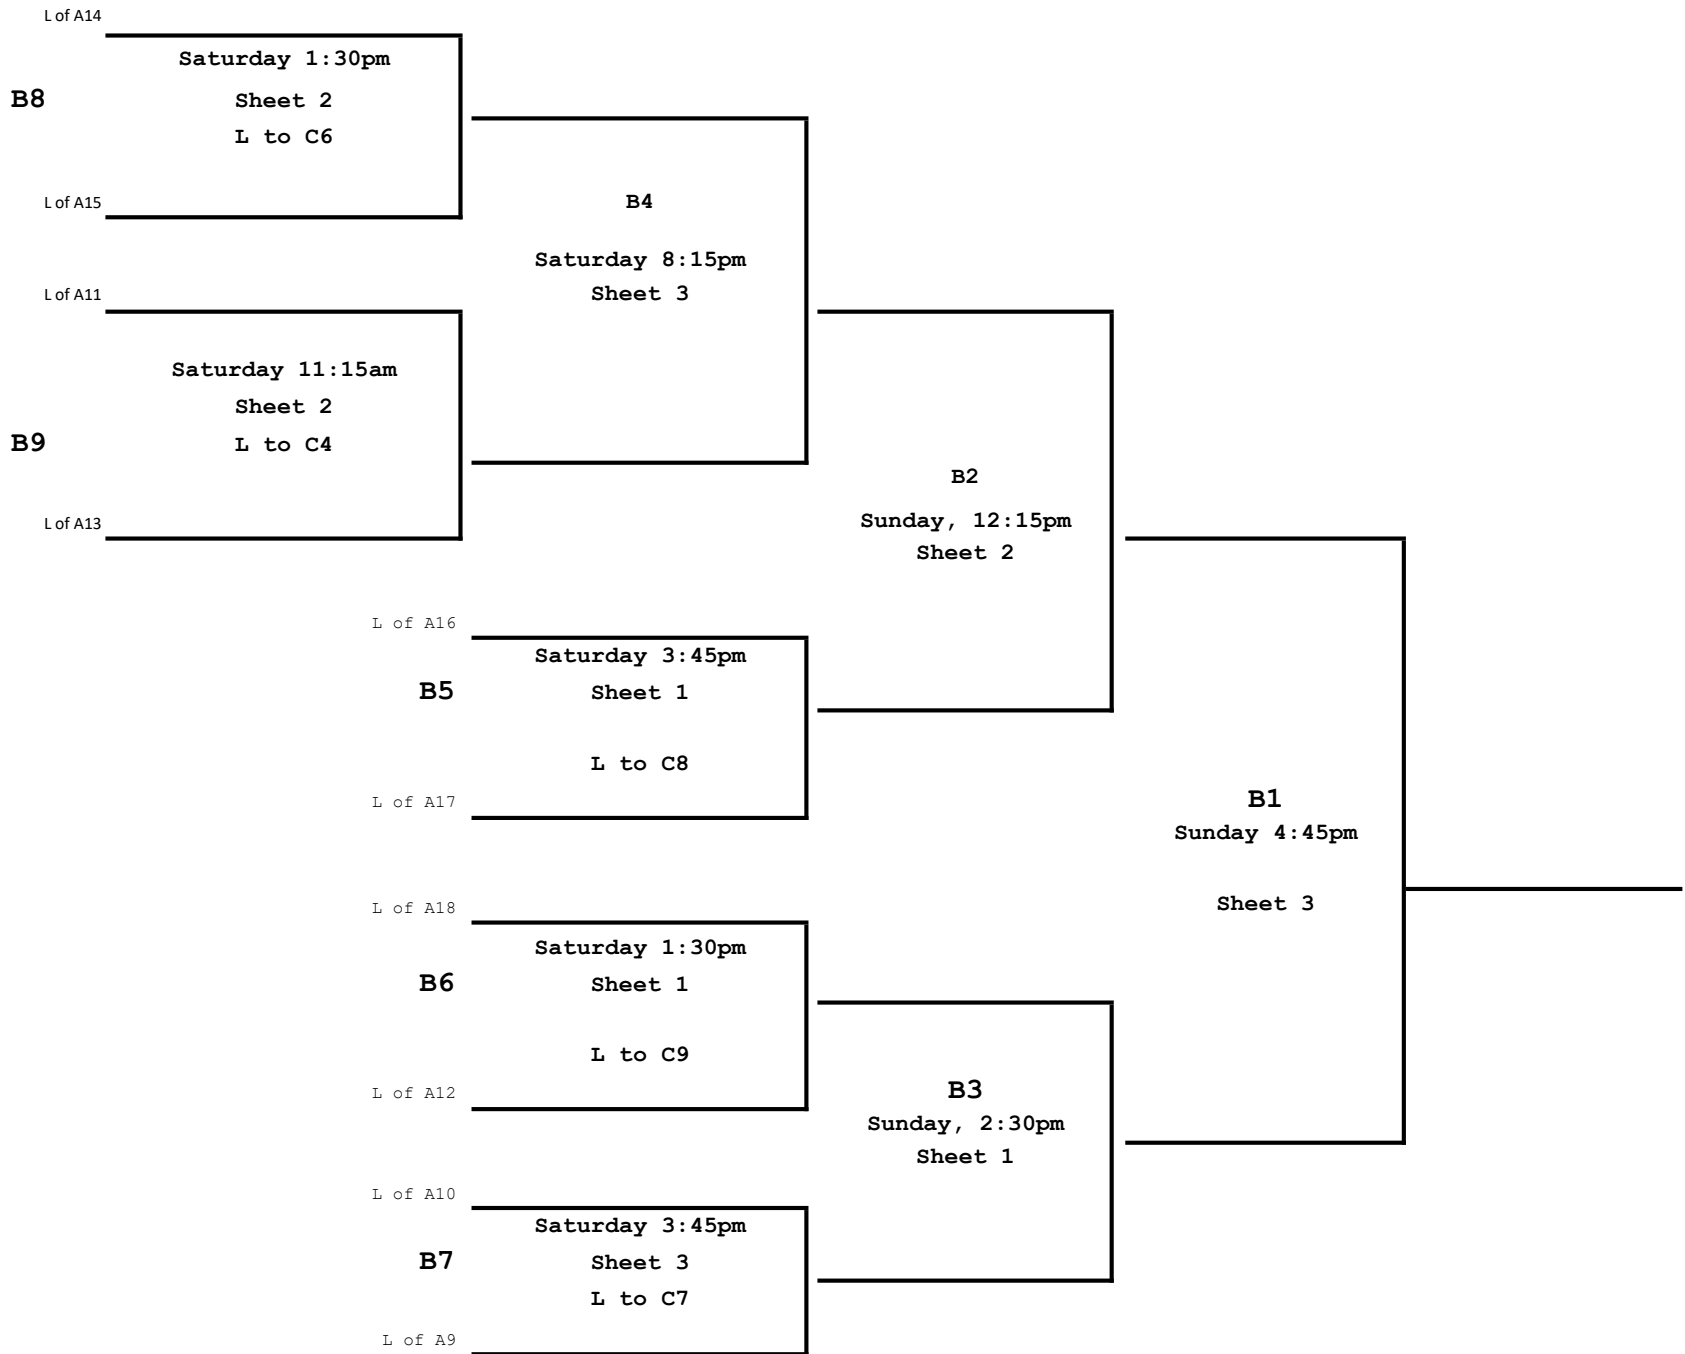 L of A14
Saturday 1:30pm
B8
Sheet 2
L to C6
L of A15
B4
Saturday 8:15pm
Sheet 3
L of A11
Saturday 11:15am
Sheet 2
B9
L to C4
L of A13
B2
Sunday, 12:15pm
Sheet 2
L of A16
Saturday 3:45pm
B5
Sheet 1
L to C8
L of A17
B1
Sunday 4:45pm
Sheet 3
L of A18
Saturday 1:30pm
B6
Sheet 1
L to C9
L of A12
B3
Sunday, 2:30pm
Sheet 1
L of A10
Saturday 3:45pm
B7
Sheet 3
L to C7
L of A9